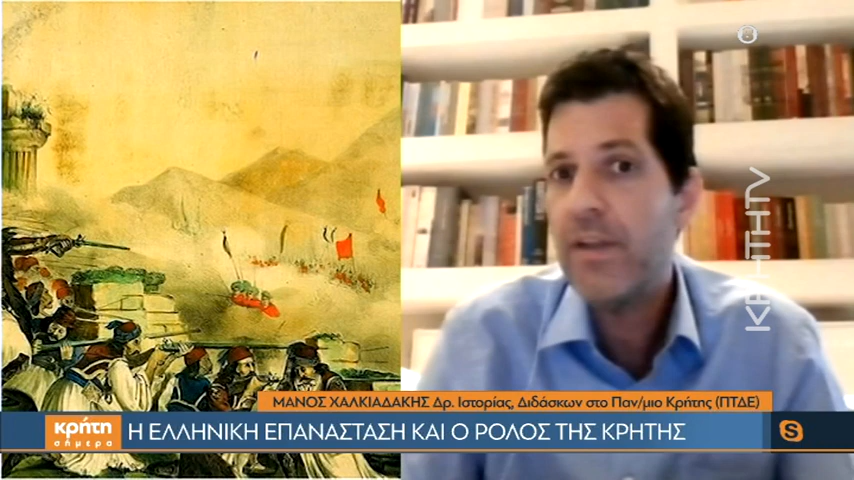 ΚΡΗΤΗ TV
ΜΑΝΟΣ ΧΑΛΚΙΑΔΑΚΗΣ Δρ. Ιστορίας, Διδάσκων στο Παν/μιο Κρήτης (ΠΤΔΕ)
κρήτη
σήμερα
Η ΕΛΛΗΝΙΚΗ ΕΠΑΝΑΣΤΑΣΗ ΚΑΙ Ο ΡΟΛΟΣ ΤΗΣ ΚΡΗΤΗΣ
S